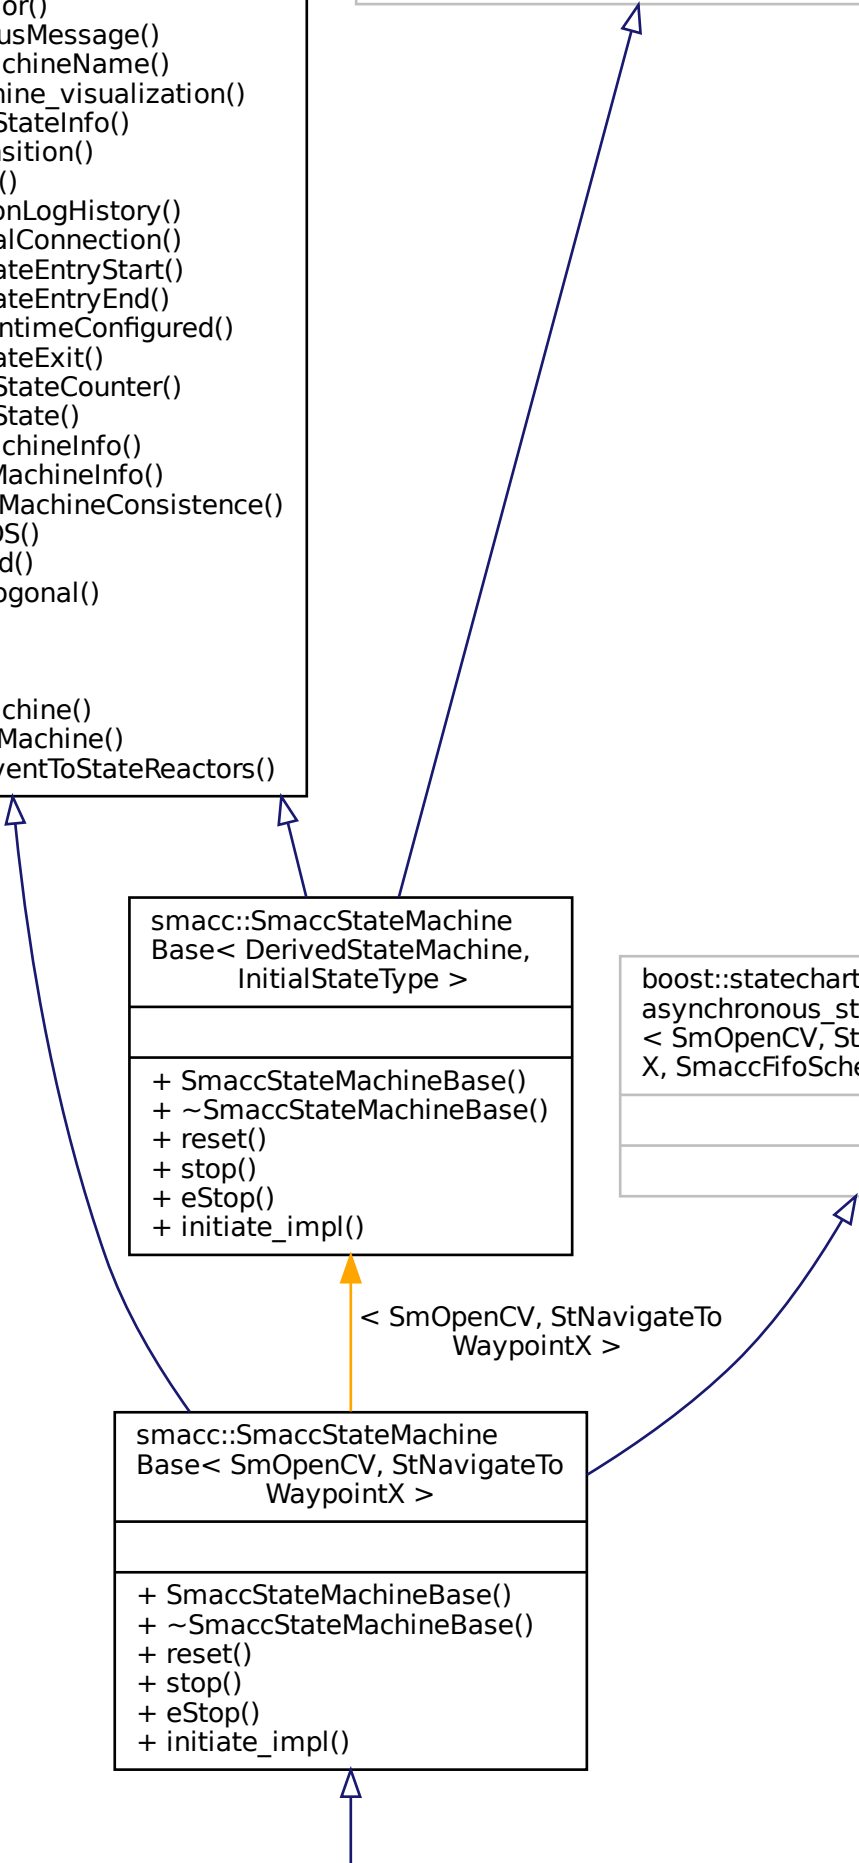 or()
usMessage()
chineName()
hine_visualization()
StateInfo()
sition()
()
onLogHistory()
alConnection()
ateEntryStart()
ateEntryEnd()
ntimeConfigured()
ateExit()
StateCounter()
State()
chineInfo()
MachineInfo()
MachineConsistence()
OS()
d()
ogonal()
chine()
Machine()
ventToStateReactors()
smacc::SmaccStateMachine
Base< DerivedStateMachine,
InitialStateType >
+ SmaccStateMachineBase()
+ ~SmaccStateMachineBase()
+ reset()
+ stop()
+ eStop()
+ initiate_impl()
boost::statechart
asynchronous_st
< SmOpenCV, St
X, SmaccFifoSche
< SmOpenCV, StNavigateTo
WaypointX >
smacc::SmaccStateMachine
Base< SmOpenCV, StNavigateTo
WaypointX >
+ SmaccStateMachineBase()
+ ~SmaccStateMachineBase()
+ reset()
+ stop()
+ eStop()
+ initiate_impl()